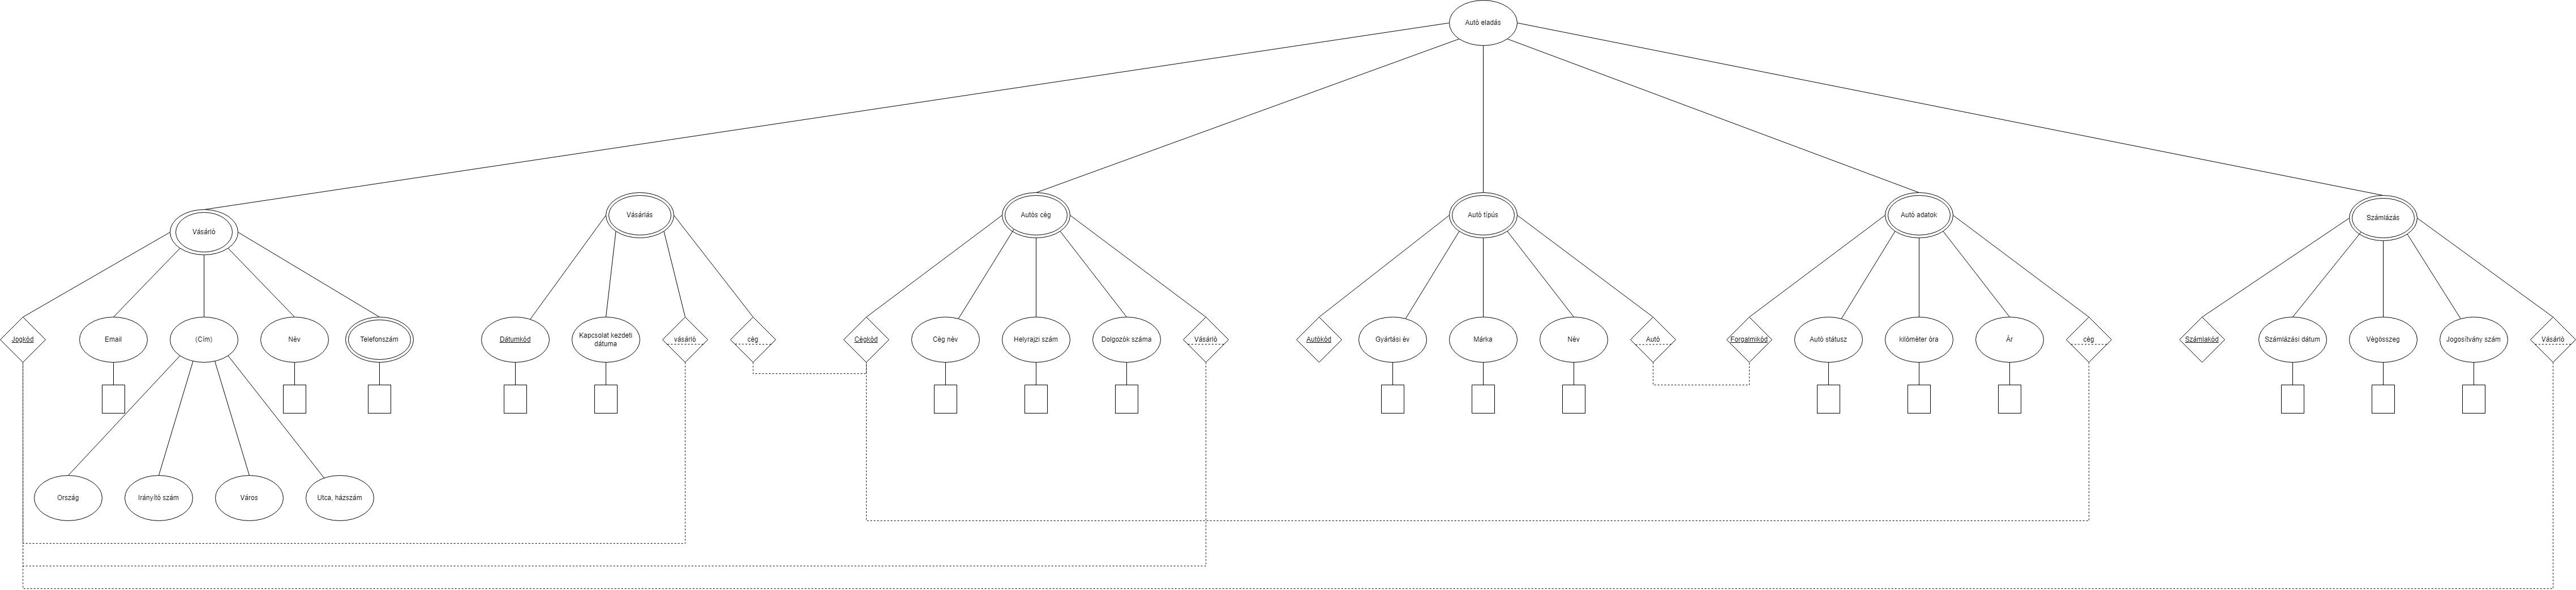 Autó eladás
Vásárló
Vásárlás
Autós cég
Autó típús
Autó adatok
Számlázás
Jogkód
Email
(Cím)
Név
Telefonszám
Dátumkód
Kapcsolat kezdeti
dátuma
vásárló
cég
Cégkód
Cég név
Helyrajzi szám
Dolgozók száma
Vásárló
Autókód
Gyártási év
Márka
Név
Autó
Forgalmikód
Autó státusz
kilóméter óra
Ár
cég
Számlakód
Számlázási dátum
Végösszeg
Jogosítvány szám
Vásárló
Ország
Irányító szám
Város
Utca, házszám